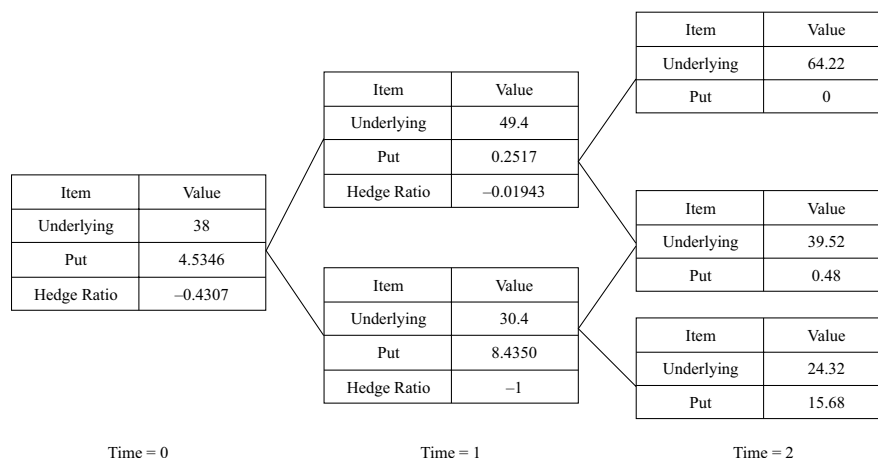 Item Value
Underlying 38
Put 4.5346
Hedge Ratio –0.4307
Item Value
Underlying 49.4
Put 0.2517
Hedge Ratio –0.01943
Item Value
Underlying 30.4
Put 8.4350
Hedge Ratio –1
Item Value
Underlying 64.22
Put 0
Item Value
Underlying 39.52
Put 0.48
Item Value
Underlying 24.32
Put 15.68
Time = 0 Time = 1 Time = 2